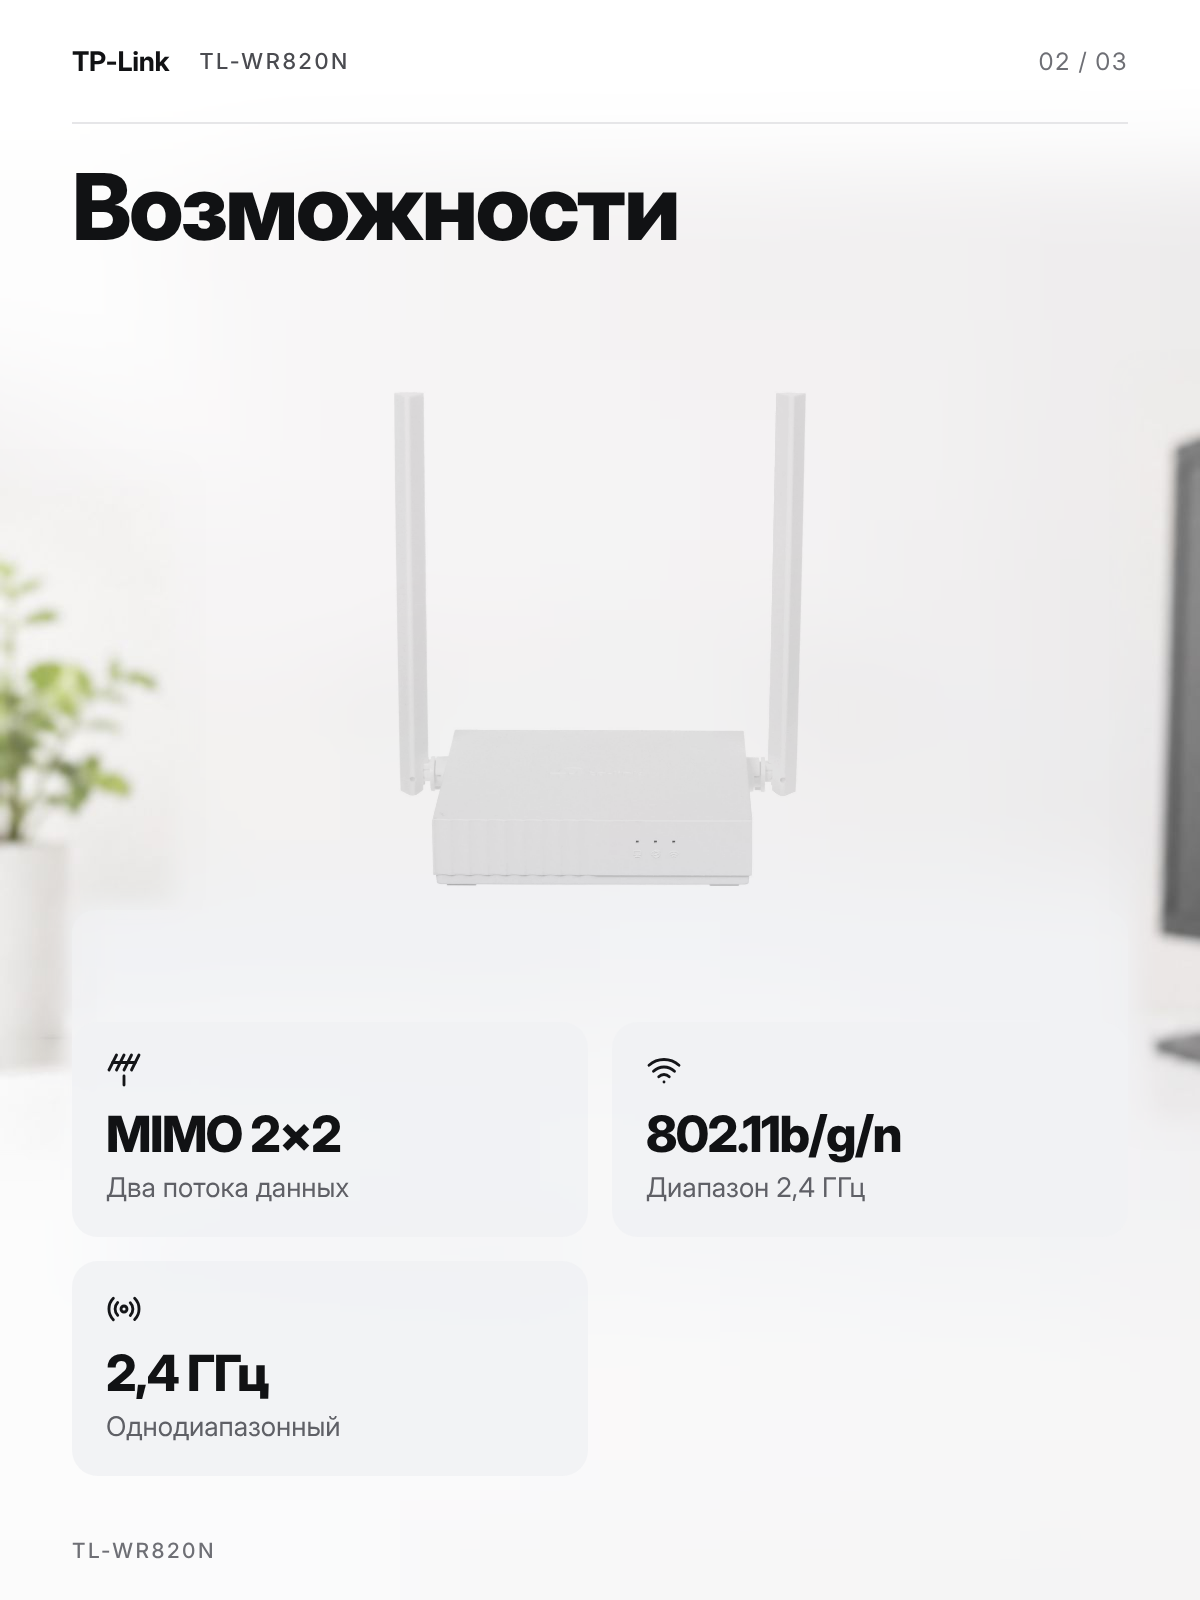 TP-Link TL-WR820N 02 / 03
Возможности
MIMO 2×2
Два потока данных
802.11b/g/n
Диапазон 2,4 ГГц
2,4 ГГц
Однодиапазонный
TL-WR820N